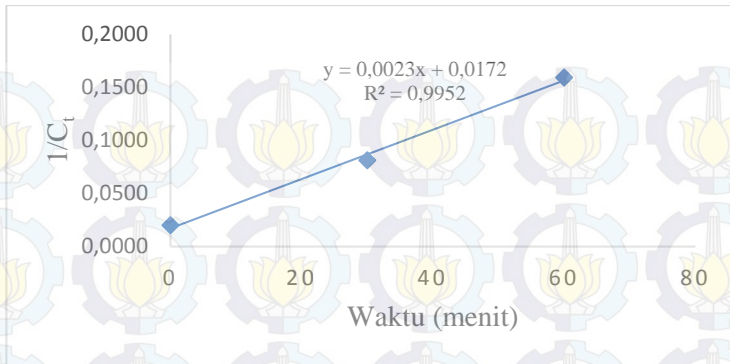 0,2000
0,1500
0,1000
0,0500
0,0000
1/Cₜ
y = 0,0023x + 0,0172
R² = 0,9952
0 20 40 60 80
Waktu (menit)